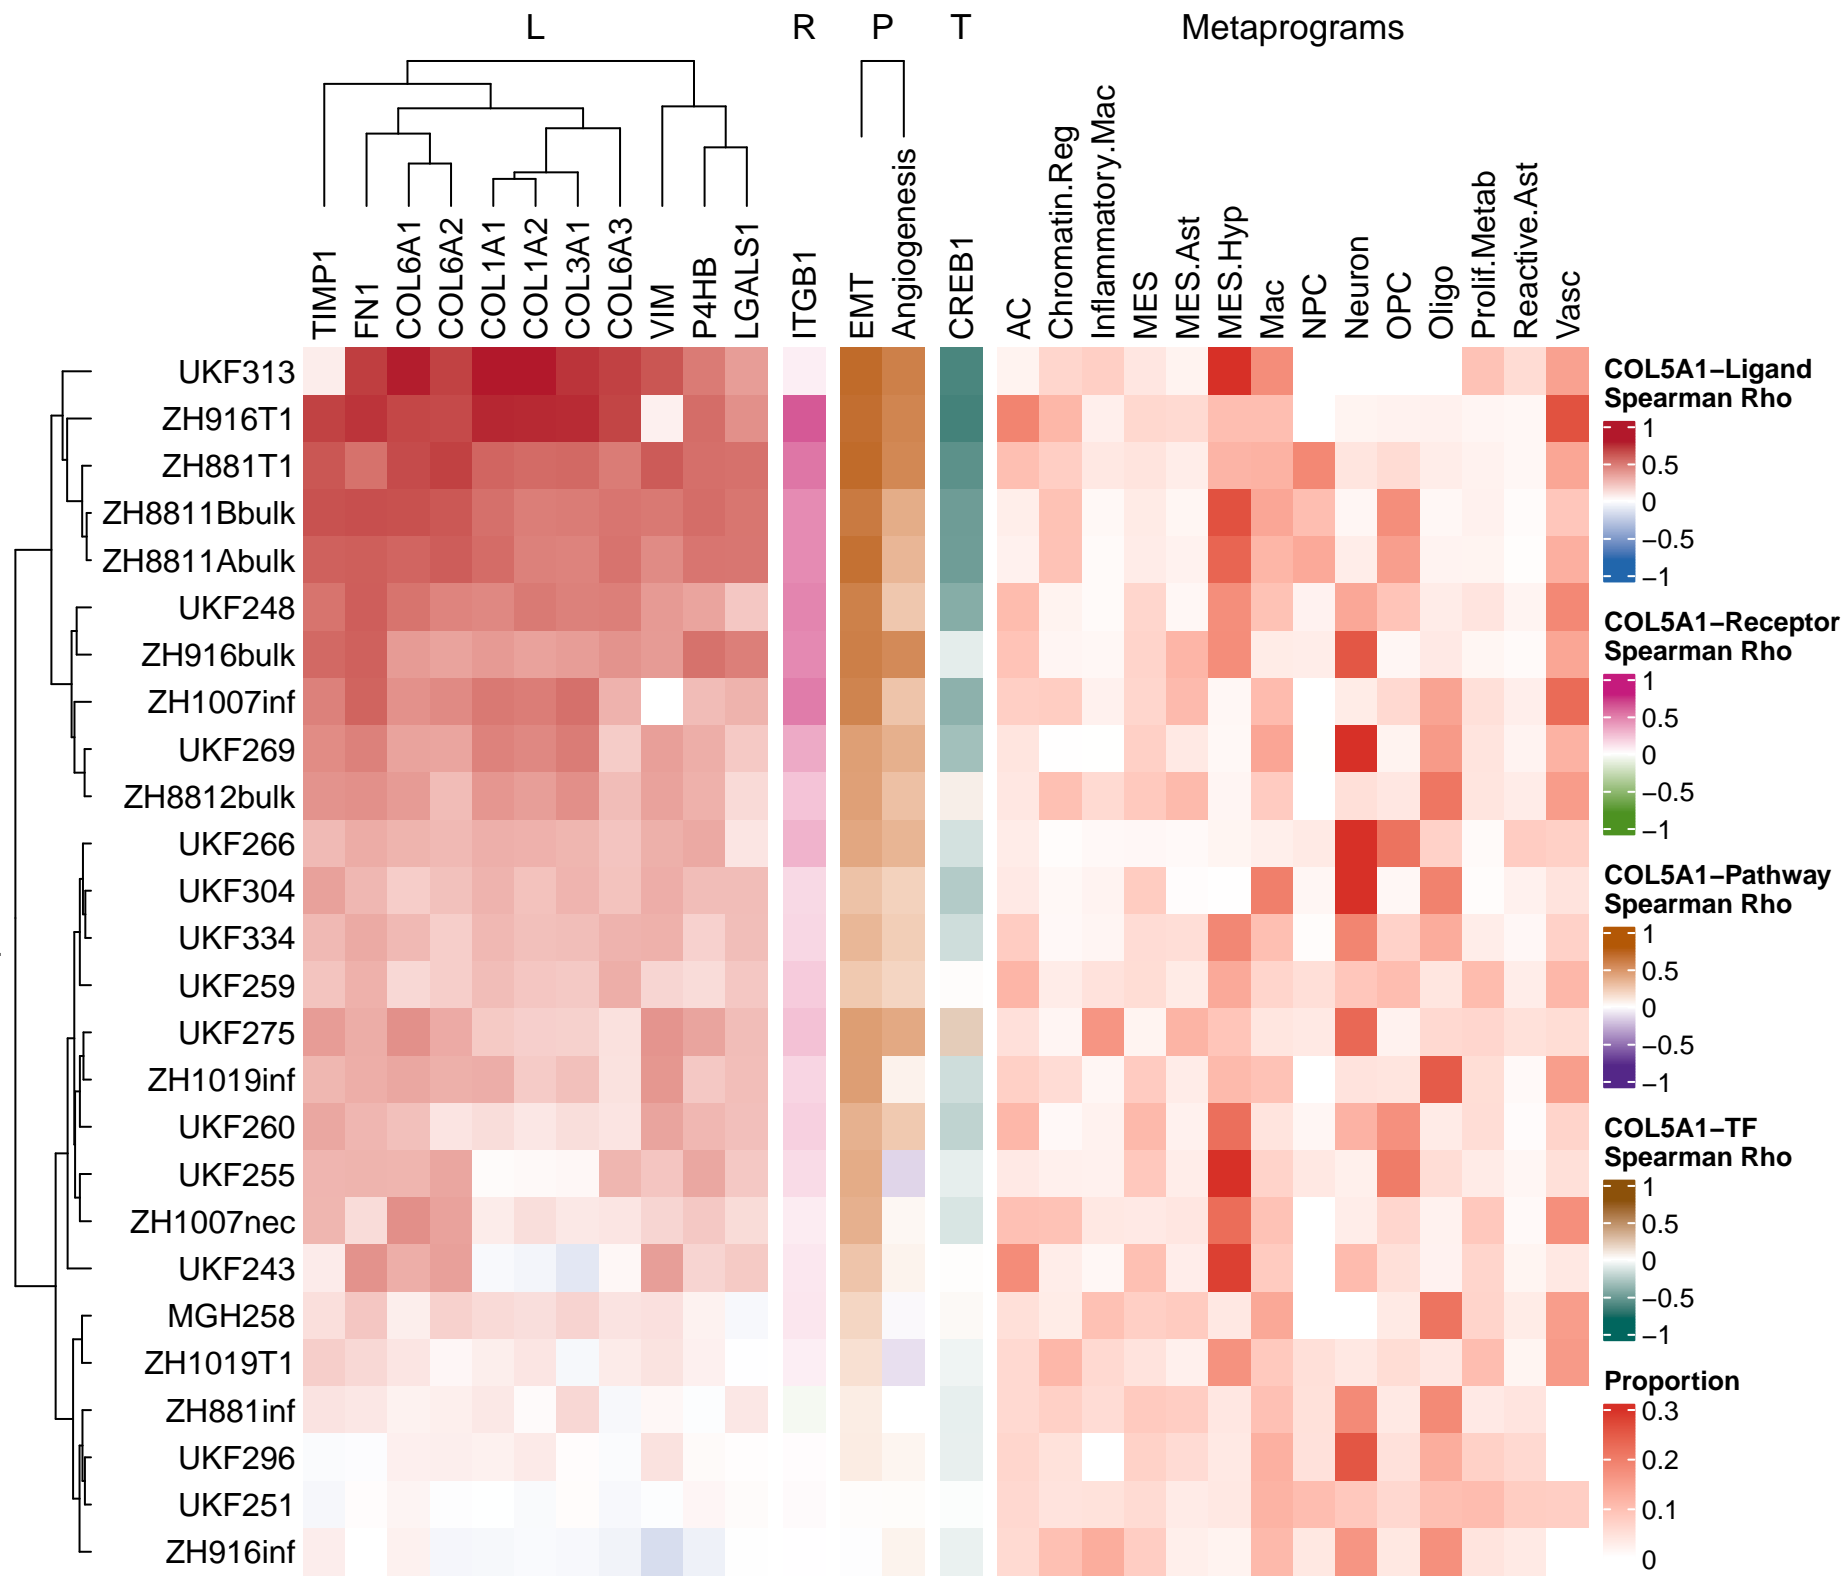 L R P T Metaprograms
TIMP1 FN1 COL6A1 COL6A2 COL1A1 COL1A2 COL3A1 COL6A3 VIM P4HB LGALS1 ITGB1 EMT Angiogenesis CREB1 AC Chromatin.Reg Inflammatory.Mac MES MES.Ast MES.Hyp Mac NPC Neuron OPC Oligo Prolif.Metab Reactive.Ast Vasc
UKF313
ZH916T1
ZH881T1
ZH8811Bbulk
ZH8811Abulk
UKF248
ZH916bulk
ZH1007inf
UKF269
ZH8812bulk
UKF266
UKF304
UKF334
UKF259
UKF275
ZH1019inf
UKF260
UKF255
ZH1007nec
UKF243
MGH258
ZH1019T1
ZH881inf
UKF296
UKF251
ZH916inf
COL5A1−Ligand
Spearman Rho
1
0.5
0
−0.5
−1
COL5A1−Receptor
Spearman Rho
1
0.5
0
−0.5
−1
COL5A1−Pathway
Spearman Rho
1
0.5
0
−0.5
−1
COL5A1−TF
Spearman Rho
1
0.5
0
−0.5
−1
Proportion
0.3
0.2
0.1
0